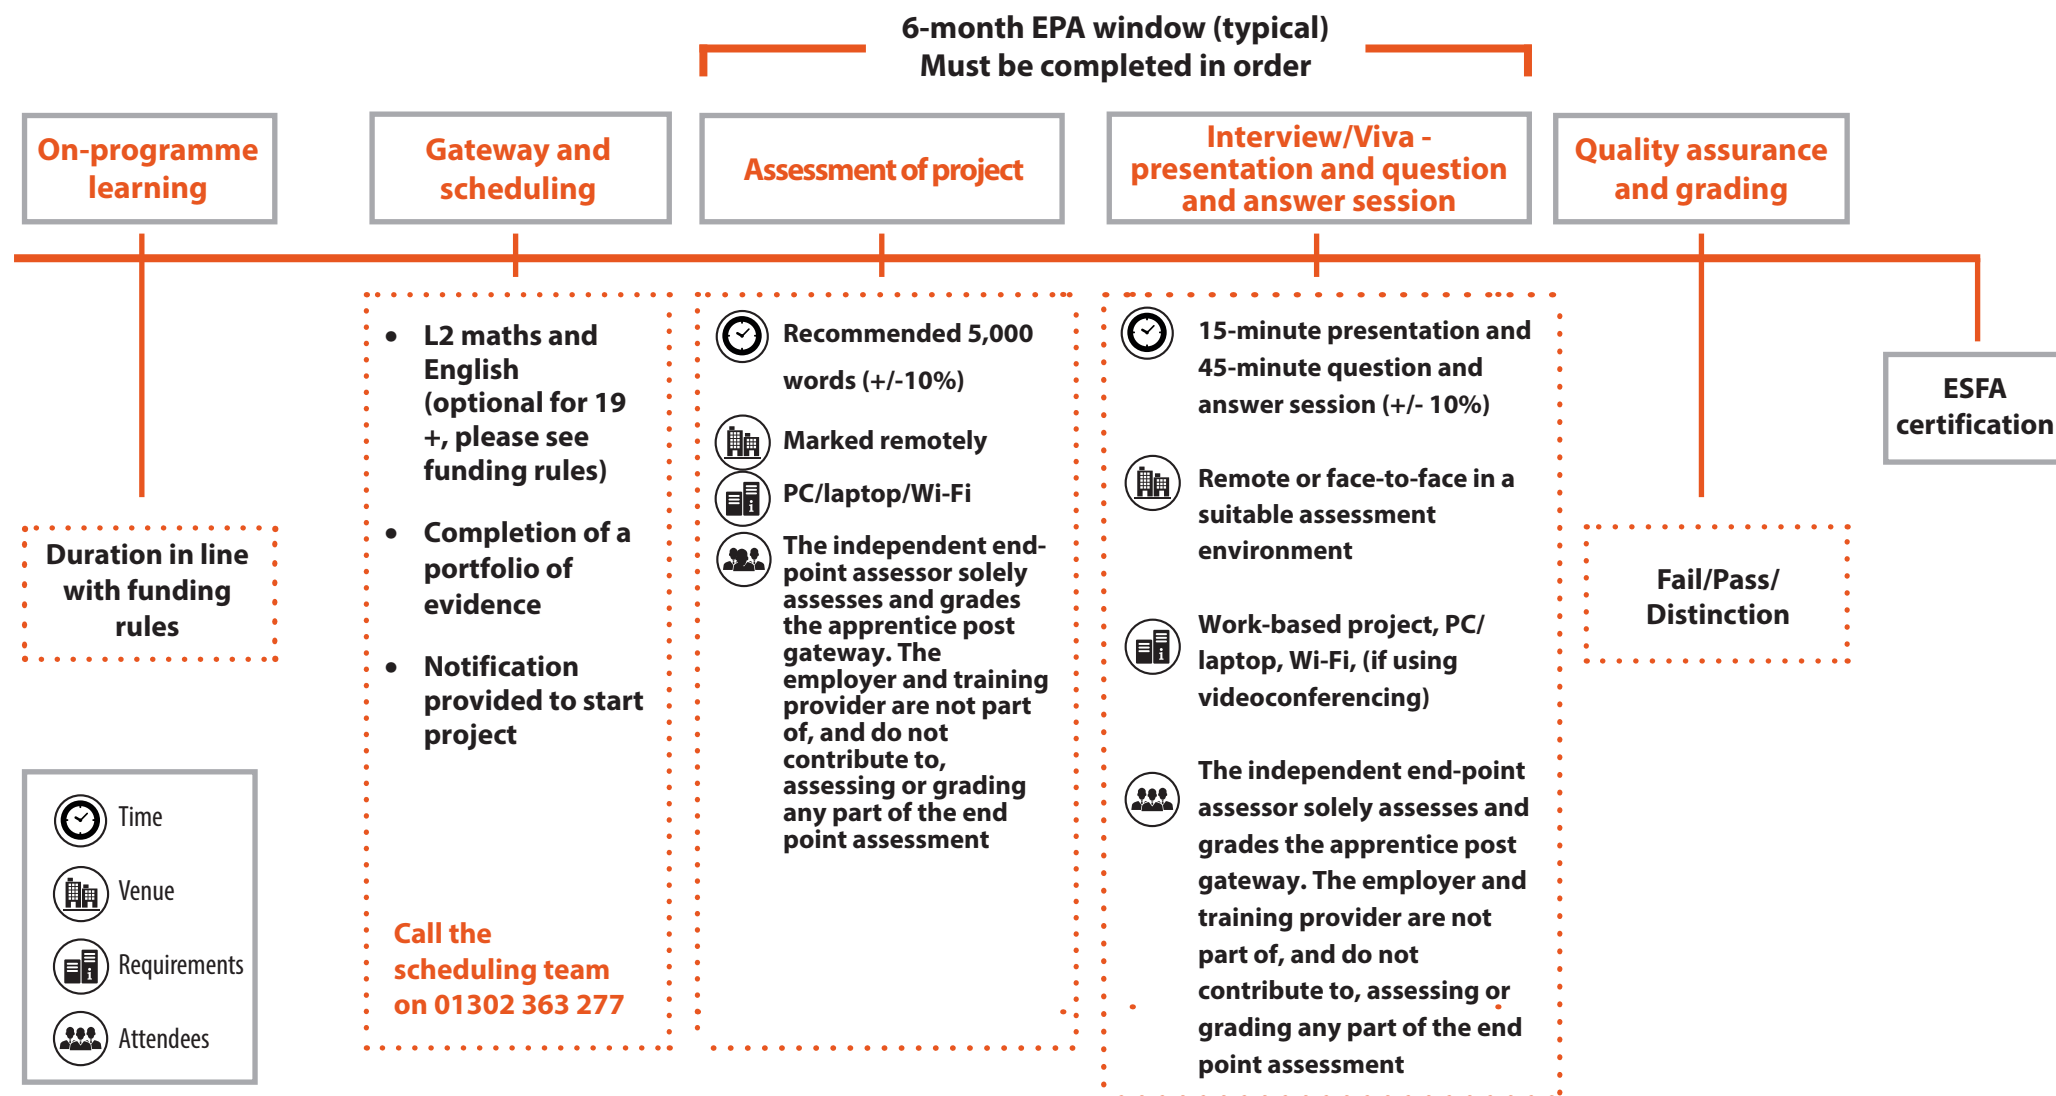 6-month EPA window (typical)
Must be completed in order
On-programme
learning
Gateway and
scheduling
Assessment of project
Interview/Viva -
presentation and question
and answer session
Quality assurance
and grading
Duration in line
with funding
rules
• L2 maths and
English
(optional for 19
+, please see
funding rules)
• Completion of a
portfolio of
evidence
• Notification
provided to start
project
Call the
scheduling team
on 01302 363 277
Recommended 5,000
words (+/-10%)
Marked remotely
PC/laptop/Wi-Fi
The independent end-
point assessor solely
assesses and grades
the apprentice post
gateway. The
employer and training
provider are not part
of, and do not
contribute to,
assessing or grading
any part of the end
point assessment
15-minute presentation and
45-minute question and
answer session (+/- 10%)
Remote or face-to-face in a
suitable assessment
environment
Work-based project, PC/
laptop, Wi-Fi, (if using
videoconferencing)
The independent end-point
assessor solely assesses and
grades the apprentice post
gateway. The employer and
training provider are not
part of, and do not
contribute to, assessing or
grading any part of the end
point assessment
Fail/Pass/
Distinction
ESFA
certification
Time
Venue
Requirements
Attendees